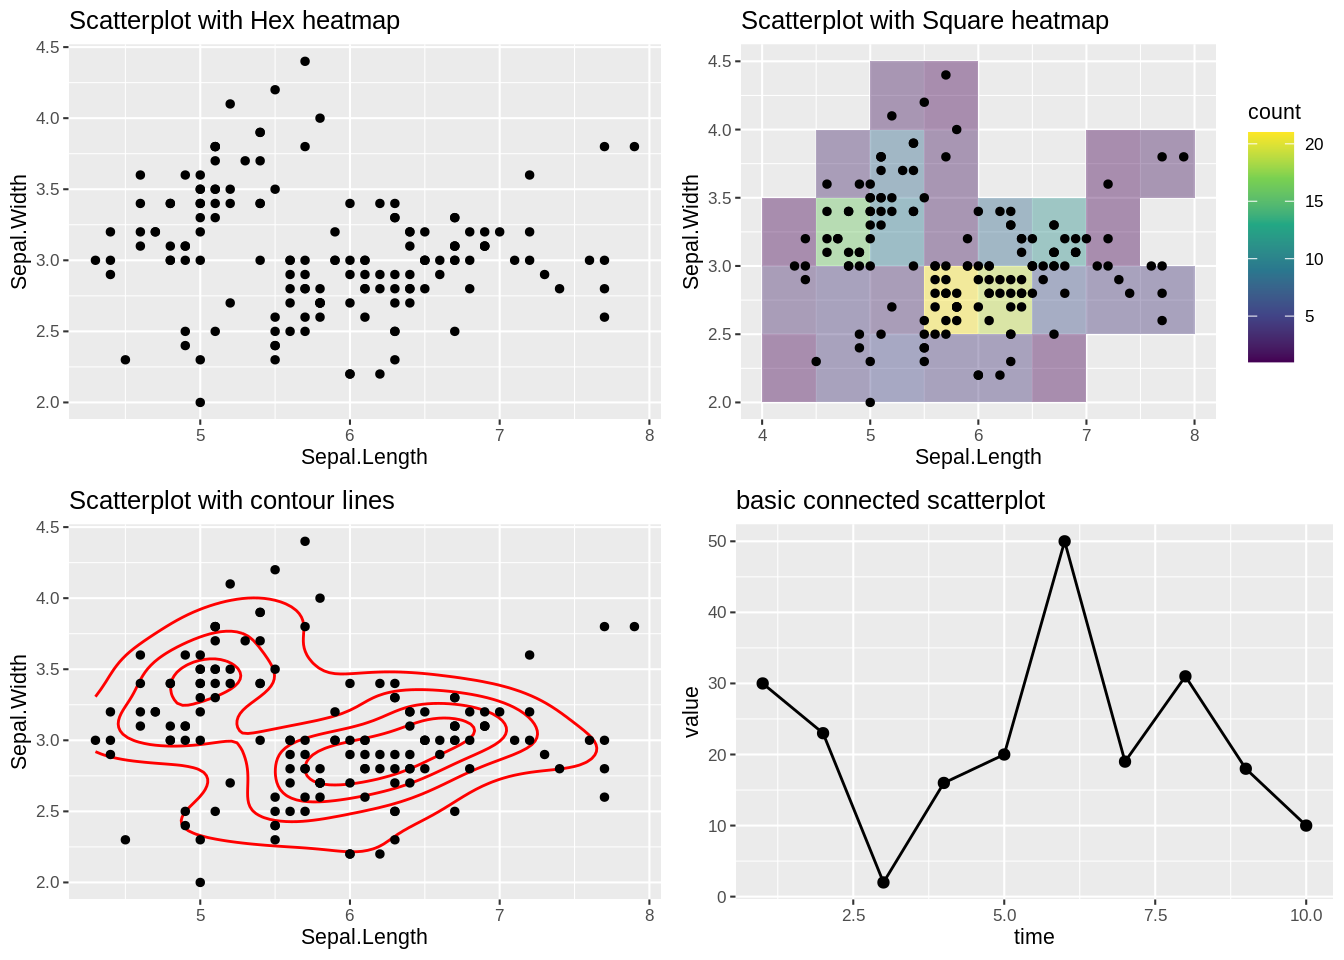 Scatterplot with Hex heatmap
4.5
4.0
3.5
3.0
2.5
2.0
Sepal.Width
5 6 7 8
Sepal.Length
Scatterplot with Square heatmap
4.5
4.0
3.5
3.0
2.5
2.0
Sepal.Width
4 5 6 7 8
Sepal.Length
count
20
15
10
5
Scatterplot with contour lines
4.5
4.0
3.5
3.0
2.5
2.0
Sepal.Width
5 6 7 8
Sepal.Length
basic connected scatterplot
50
40
30
20
10
0
value
2.5 5.0 7.5 10.0
time